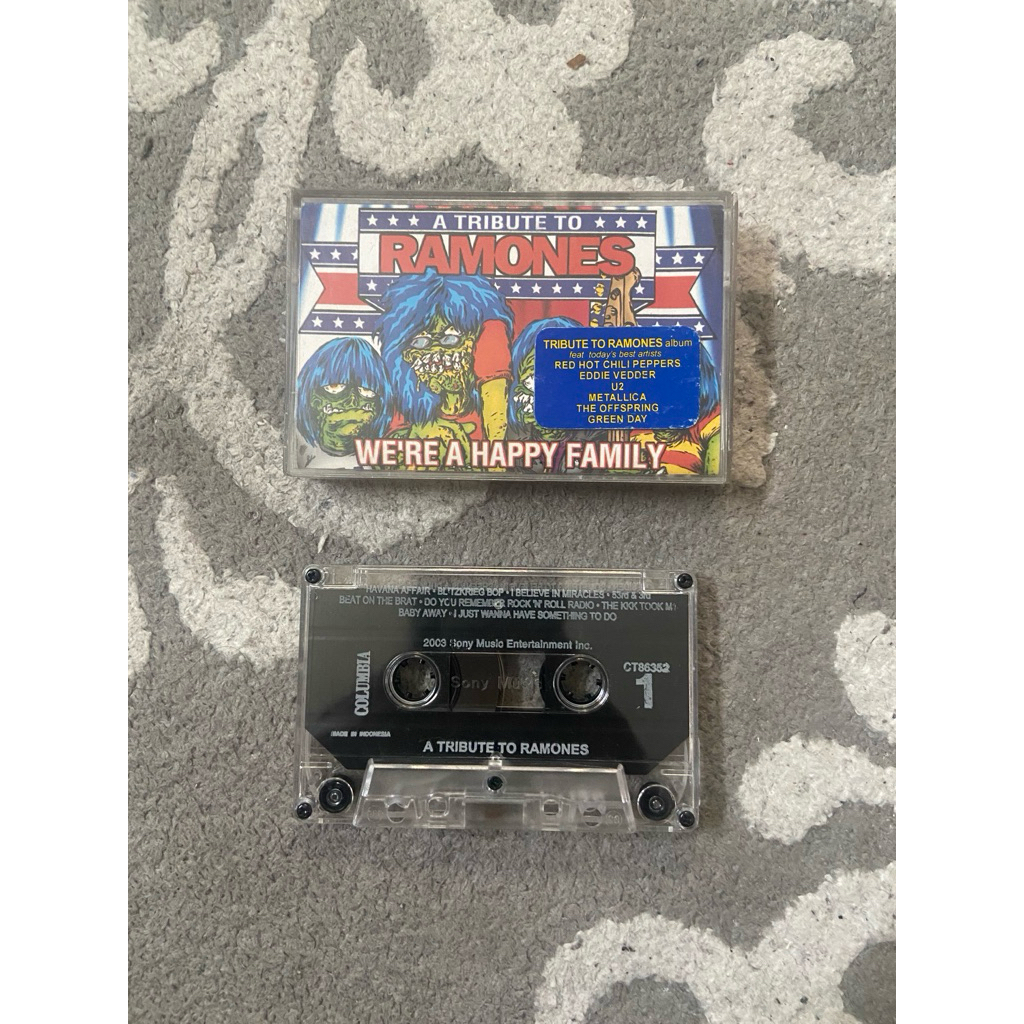 A TRIBUTE TO
RAMONES
TRIBUTE TO RAMONES album
feat today's best artists
RED HOT CHILI PEPPERS
EDDIE VEDDER
U2
METALLICA
THE OFFSPRING
GREEN DAY
WE'RE A HAPPY FAMILY
HAVANA AFFAIR • BLITZKRIEG BOP • I BELIEVE IN MIRACLES • 53rd & 3rd
BEAT ON THE BRAT • DO YOU REMEMBER ROCK 'N' ROLL RADIO • THE KKK TOOK MY
BABY AWAY • I JUST WANNA HAVE SOMETHING TO DO
2003 Sony Music Entertainment Inc.
COLUMBIA
Sony Music
CT86352
1
MADE IN INDONESIA
A TRIBUTE TO RAMONES